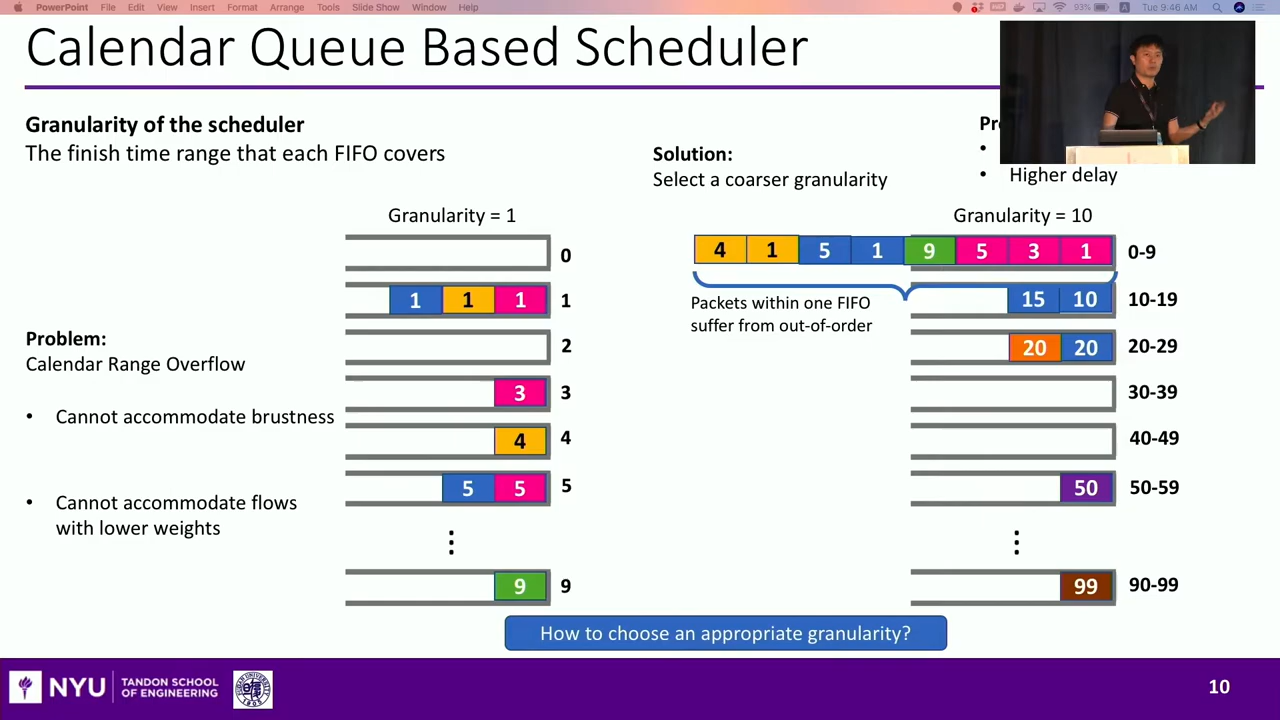 PowerPoint File Edit View Insert Format Arrange Tools Slide Show Window Help 93% Tue 9:46 AM
Calendar Queue Based Scheduler
Granularity of the scheduler
The finish time range that each FIFO covers
Problem:
Calendar Range Overflow
• Cannot accommodate brustness
• Cannot accommodate flows
with lower weights
Granularity = 1
0
1 1 1 1
2
3 3
4 4
5 5 5
9 9
Solution:
Select a coarser granularity
•
• Higher delay
Granularity = 10
4 1 5 1 9 5 3 1 0-9
Packets within one FIFO
suffer from out-of-order
15 10 10-19
20 20 20-29
30-39
40-49
50 50-59
99 90-99
How to choose an appropriate granularity?
NYU TANDON SCHOOL
OF ENGINEERING
10